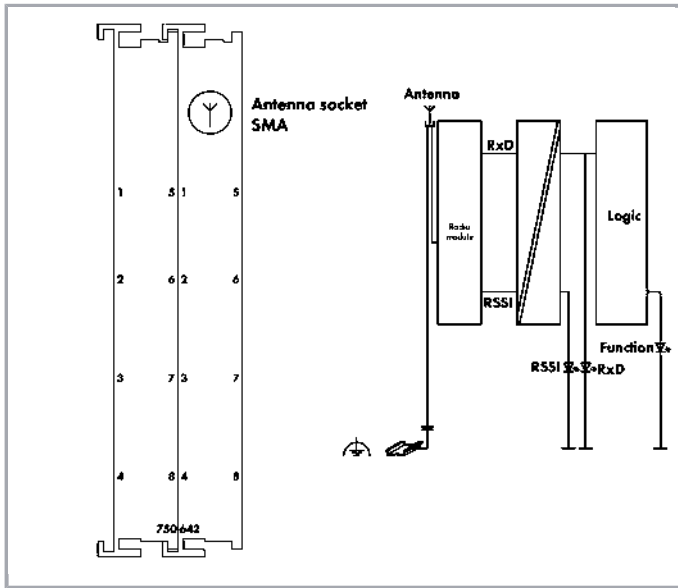 Antenna socket
SMA
Antenna
RxD
1 5 1 5
Radio
module
Logic
2 6 2 6
RSSI
Function
RSSI RxD
3 7 3 7
4 8 4 8
750-642